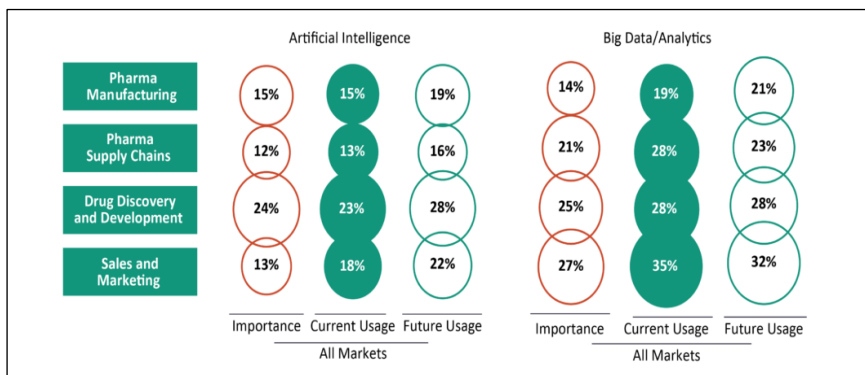 Artificial Intelligence
Big Data/Analytics
Pharma
Manufacturing
15%
15%
19%
14%
19%
21%
Pharma
Supply Chains
12%
13%
16%
21%
28%
23%
Drug Discovery
and Development
24%
23%
28%
25%
28%
28%
Sales and
Marketing
13%
18%
22%
27%
35%
32%
Importance
Current Usage
Future Usage
Importance
Current Usage
Future Usage
All Markets
All Markets